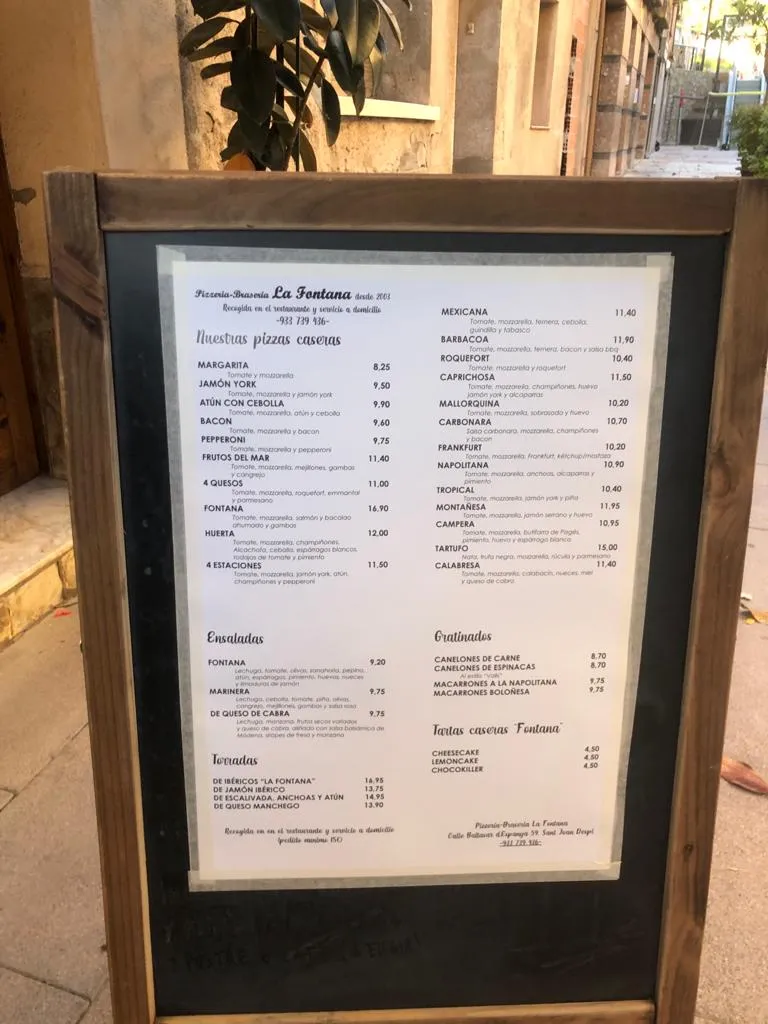 Pizzeria-Braseria La Fontana desde 2003
Recogida en el restaurante y servicio a domicilio
-933 739 936-
Nuestras pizzas caseras
MARGARITA 8,25
Tomate y mozzarella
JAMÓN YORK 9,50
Tomate, mozzarella y jamón york
ATÚN CON CEBOLLA 9,90
Tomate, mozzarella, atún y cebolla
BACON 9,60
Tomate, mozzarella y bacon
PEPPERONI 9,75
Tomate, mozzarella y pepperoni
FRUTOS DEL MAR 11,40
Tomate, mozzarella, mejillones, gambas
y cangrejo
4 QUESOS 11,00
Tomate, mozzarella, roquefort, emmental
y parmesano
FONTANA 16,90
Tomate, mozzarella, salmón y bacalao
ahumado y gambas
HUERTA 12,00
Tomate, mozzarella, champiñones,
Alcachofa, cebolla, espárragos blancos,
rodajas de tomate y pimiento
4 ESTACIONES 11,50
Tomate, mozzarella, jamón york, atún,
champiñones y pepperoni
Ensaladas
FONTANA 9,20
Lechuga, tomate, olivas, zanahoria, pepino,
atún, espárragos, pimiento, huevos, nueces
y limaduras de jamón
MARINERA 9,75
Lechuga, cebolla, tomate, piña, olivas,
cangrejo, mejillones, gambas y salsa rosa
DE QUESO DE CABRA 9,75
Lechuga, manzana, frutos secos variados
y queso de cabra, aliñado con salsa balsámica de
Módena, siropes de fresa y manzana
Torradas
DE IBÉRICOS "LA FONTANA" 16,95
DE JAMÓN IBÉRICO 13,75
DE ESCALIVADA, ANCHOAS Y ATÚN 14,95
DE QUESO MANCHEGO 13,90
Recogida en en el restaurante y servicio a domicilio
(pedido mínimo 15€)
MEXICANA 11,40
Tomate, mozzarella, ternera, cebolla,
guindilla y tabasco
BARBACOA 11,90
Tomate, mozzarella, ternera, bacon y salsa bbq
ROQUEFORT 10,40
Tomate, mozzarella y roquefort
CAPRICHOSA 11,50
Tomate, mozzarella, champiñones, huevo
jamón york y alcaparras
MALLORQUINA 10,20
Tomate, mozzarella, sobrasada y huevo
CARBONARA 10,70
Salsa carbonara, mozzarella, champiñones
y bacon
FRANKFURT 10,20
Tomate, mozzarella, Frankfurt, kétchup/mostaza
NAPOLITANA 10,90
Tomate, mozzarella, anchoas, alcaparras y
pimiento
TROPICAL 10,40
Tomate, mozzarella, jamón york y piña
MONTAÑESA 11,95
Tomate, mozzarella, jamón serrano y huevo
CAMPERA 10,95
Tomate, mozzarella, butifarra de Pagés,
pimiento, huevo y espárrago blanco
TARTUFO 15,00
Nata, trufa negra, mozzarella, rúcula y parmesano
CALABRESA 11,40
Tomate, mozzarella, calabacín, nueces, miel
y queso de cabra
Gratinados
CANELONES DE CARNE 8,70
CANELONES DE ESPINACAS 8,70
Al estilo
MACARRONES A LA NAPOLITANA 9,75
MACARRONES BOLOÑESA 9,75
Tartas caseras "Fontana"
CHEESECAKE 4,50
LEMONCAKE 4,50
CHOCOKILLER 4,50
Pizzeria-Braseria La Fontana
Calle Baltasar d'Espanya 59, Sant Joan Despí
-933 739 936-